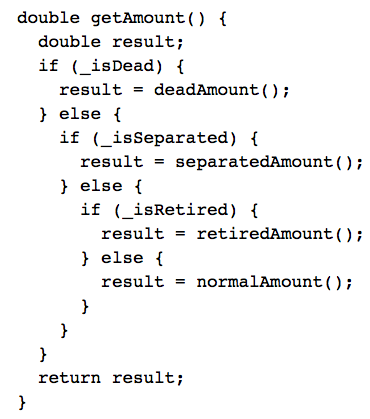 double getAmount() {
  double result;
  if (_isDead) {
    result = deadAmount();
  } else {
    if (_isSeparated) {
      result = separatedAmount();
    } else {
      if (_isRetired) {
        result = retiredAmount();
      } else {
        result = normalAmount();
      }
    }
  }
  return result;
}